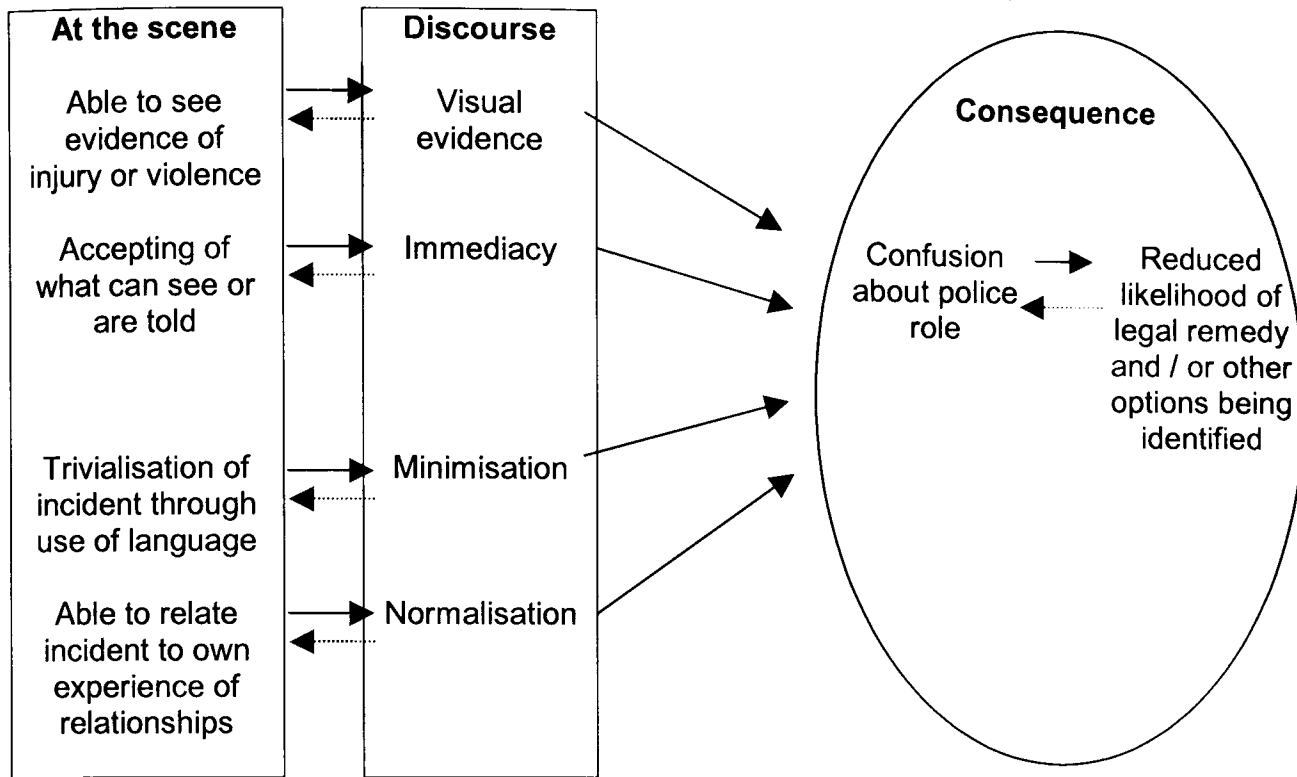 At the scene
Able to see
evidence of
injury or violence
Accepting of
what can see or
are told
Trivialisation of
incident through
use of language
Able to relate
incident to own
experience of
relationships
Discourse
Visual
evidence
Immediacy
Minimisation
Normalisation
Consequence
Confusion
about police
role
Reduced
likelihood of
legal remedy
and / or other
options being
identified